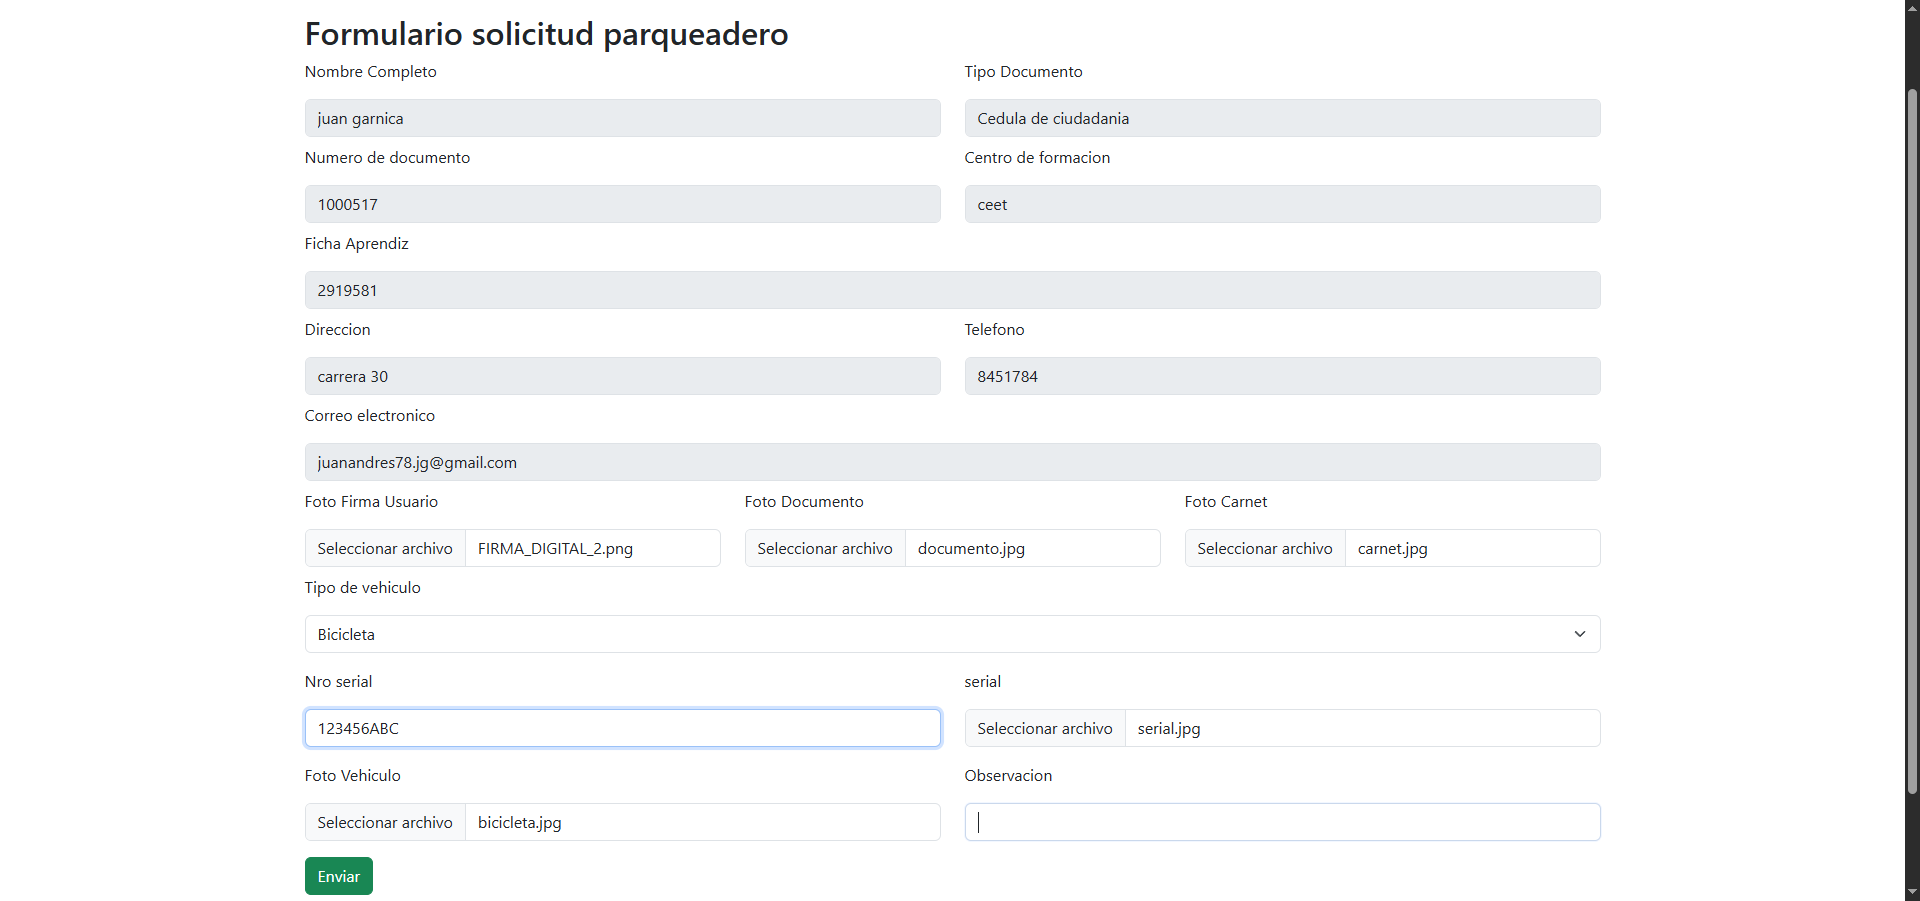 Formulario solicitud parqueadero
Nombre Completo
Tipo Documento
juan garnica
Cedula de ciudadania
Numero de documento
Centro de formacion
1000517
ceet
Ficha Aprendiz
2919581
Direccion
Telefono
carrera 30
8451784
Correo electronico
juanandres78.jg@gmail.com
Foto Firma Usuario
Foto Documento
Foto Carnet
Seleccionar archivo FIRMA_DIGITAL_2.png
Seleccionar archivo documento.jpg
Seleccionar archivo carnet.jpg
Tipo de vehiculo
Bicicleta
Nro serial
serial
123456ABC
Seleccionar archivo serial.jpg
Foto Vehiculo
Observacion
Seleccionar archivo bicicleta.jpg
Enviar